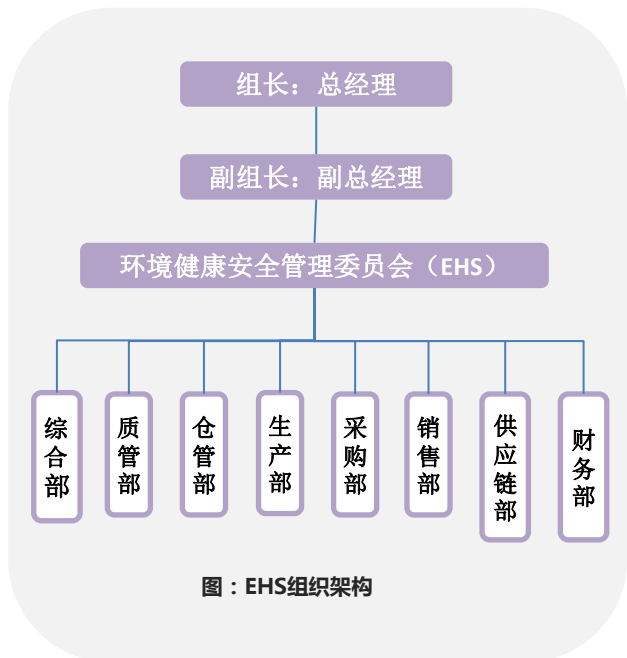 组长：总经理
副组长：副总经理
环境健康安全管理委员会（EHS）
综合部
质管部
仓管部
生产部
采购部
销售部
供应链部
财务部
图：EHS组织架构